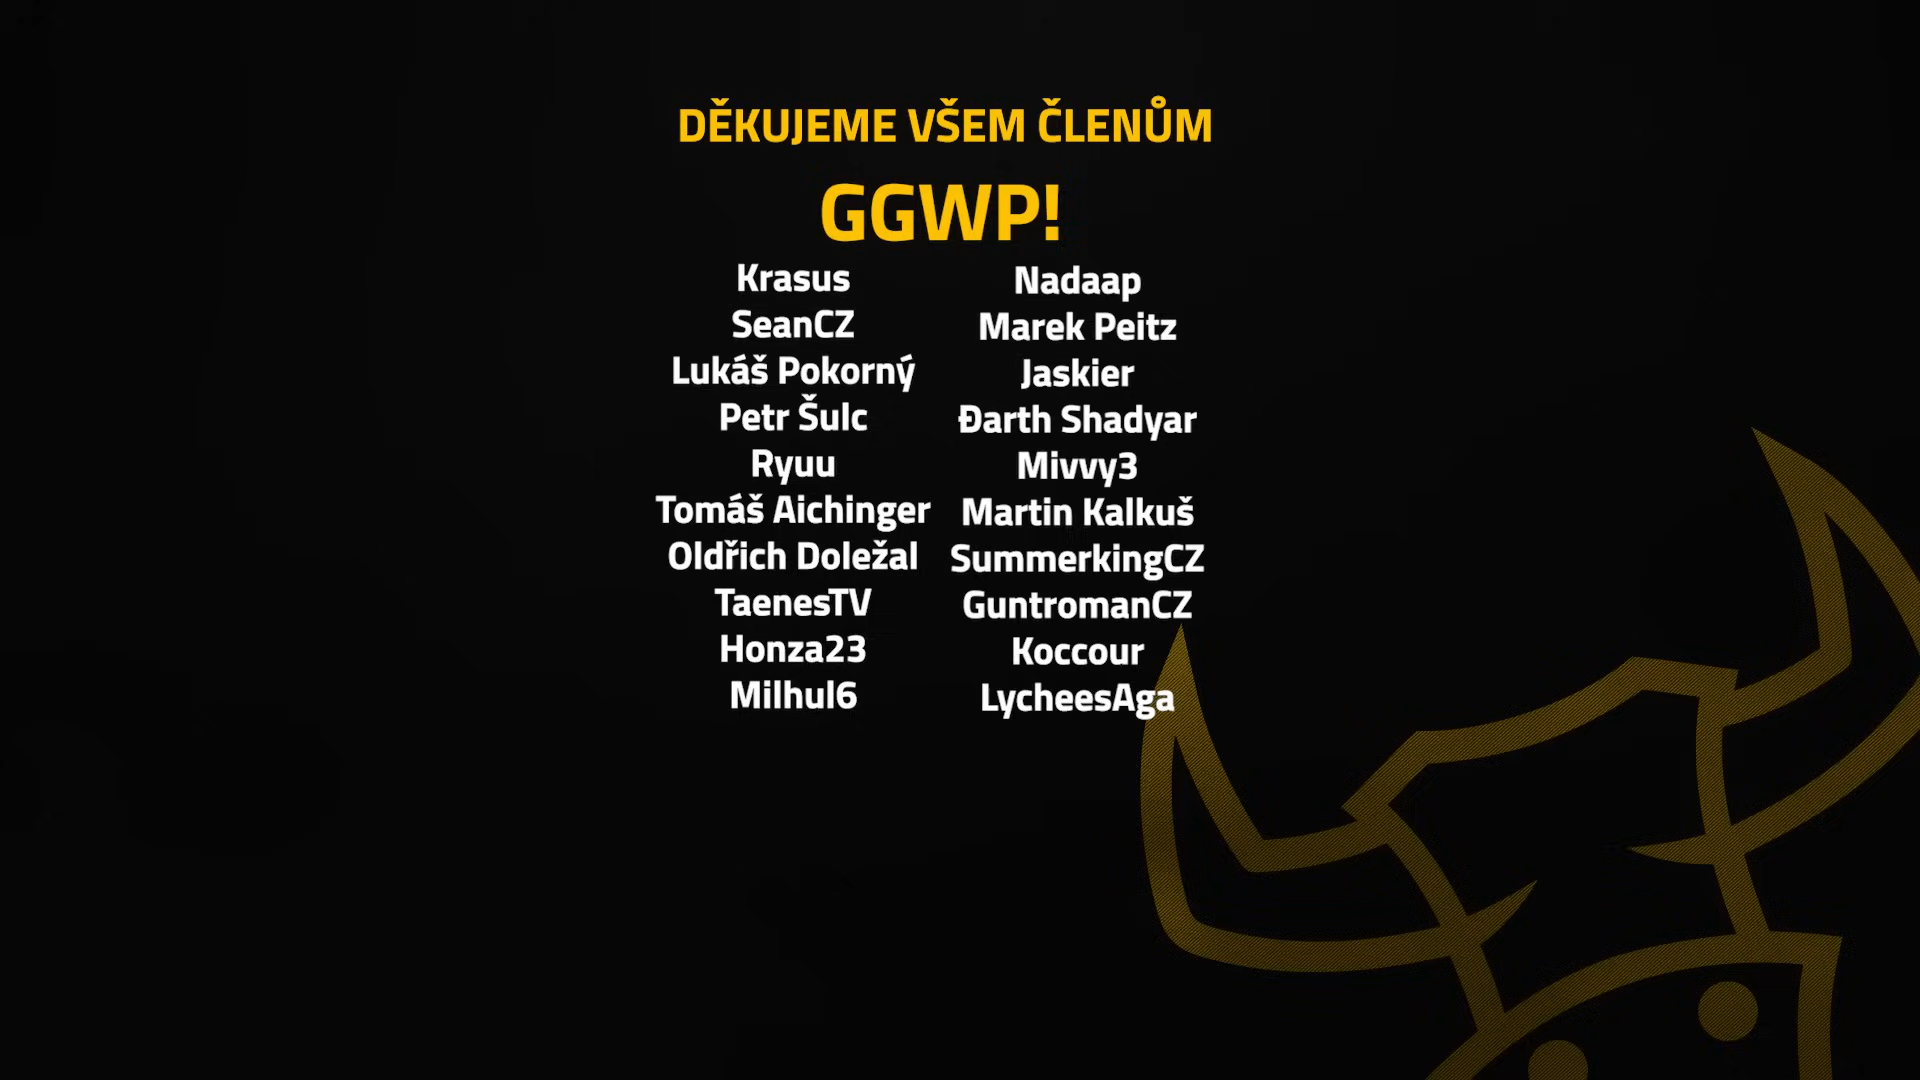 DĚKUJEME VŠEM ČLENŮM
GGWP!
Krasus
SeanCZ
Lukáš Pokorný
Petr Šulc
Ryuu
Tomáš Aichinger
Oldřich Doležal
TaenesTV
Honza23
Milhul6
Nadaap
Marek Peitz
Jaskier
Đarth Shadyar
Mivvy3
Martin Kalkuš
SummerkingCZ
GuntromanCZ
Koccour
LycheesAga